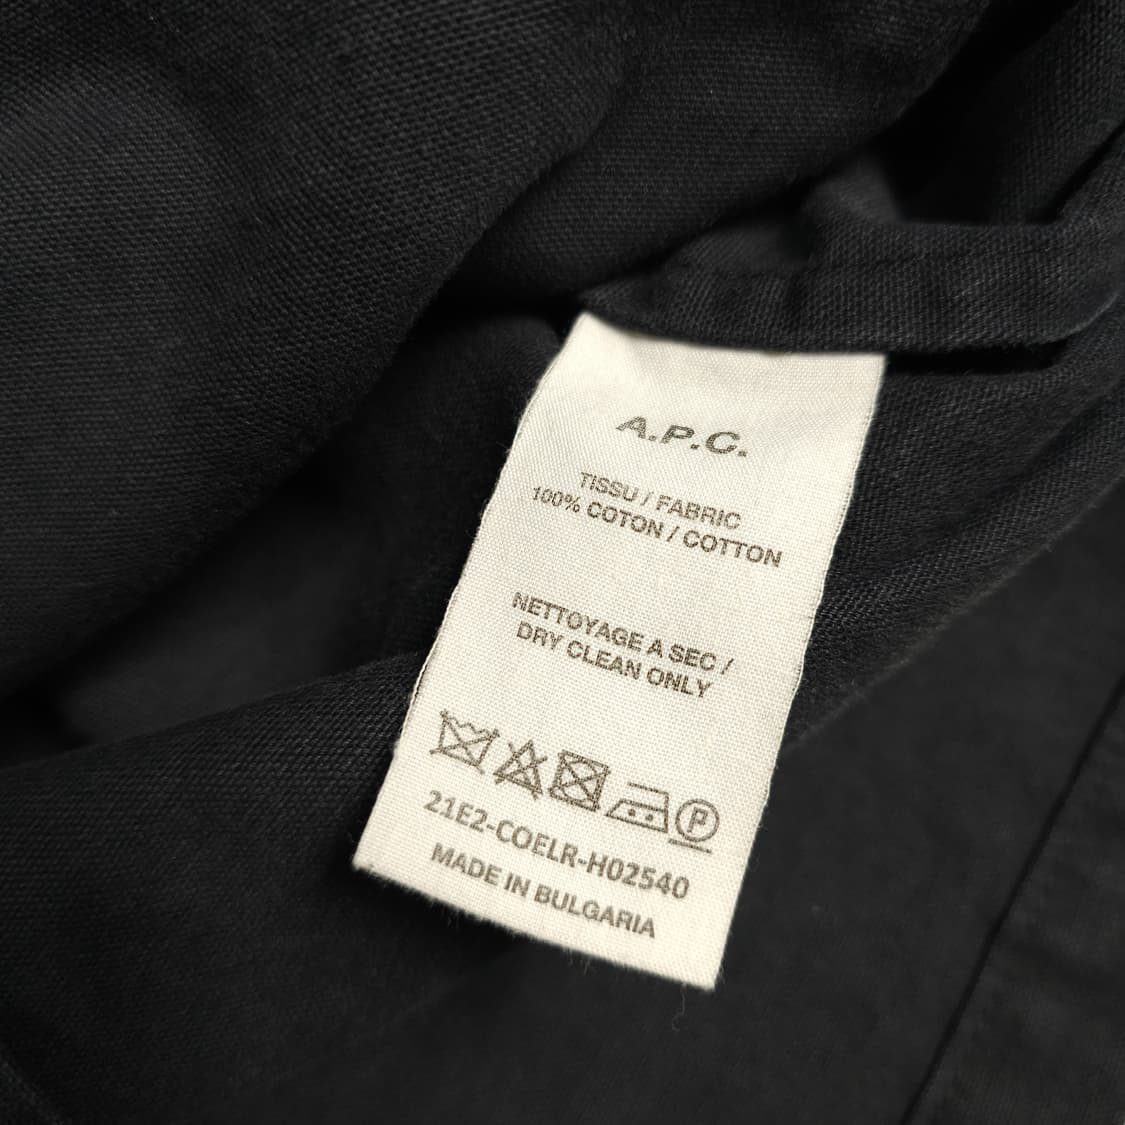 A.P.C.
TISSU / FABRIC
100% COTON / COTTON
NETTOYAGE A SEC /
DRY CLEAN ONLY
P
21E2-COELR-H02540
MADE IN BULGARIA